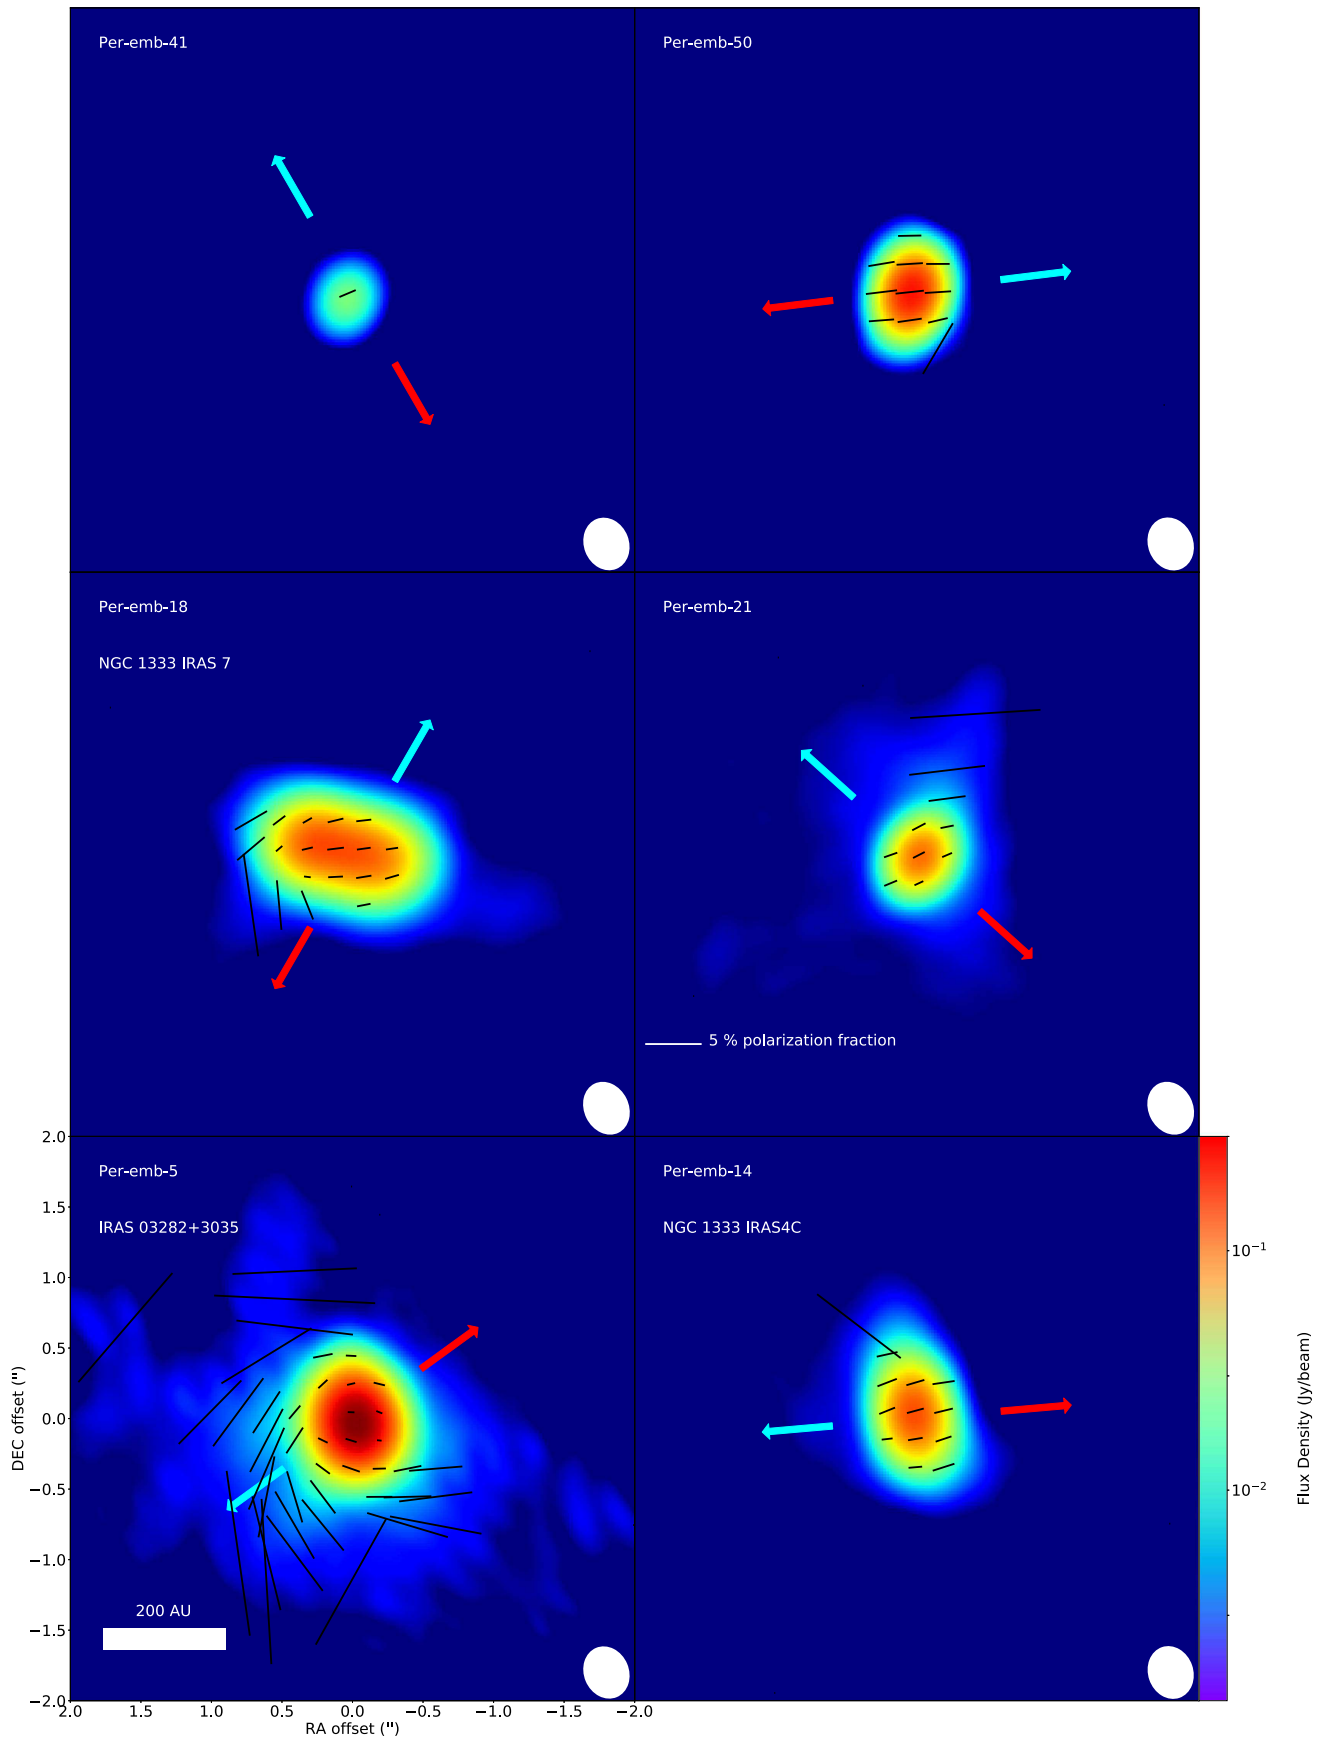 Per-emb-41
Per-emb-50
Per-emb-18
NGC 1333 IRAS 7
Per-emb-21
5 % polarization fraction
Per-emb-5
IRAS 03282+3035
200 AU
Per-emb-14
NGC 1333 IRAS4C
2.0
1.5
1.0
0.5
0.0
−0.5
−1.0
−1.5
−2.0
DEC offset (")
2.0 1.5 1.0 0.5 0.0 −0.5 −1.0 −1.5 −2.0
RA offset (")
10⁻¹
10⁻²
Flux Density (Jy/beam)